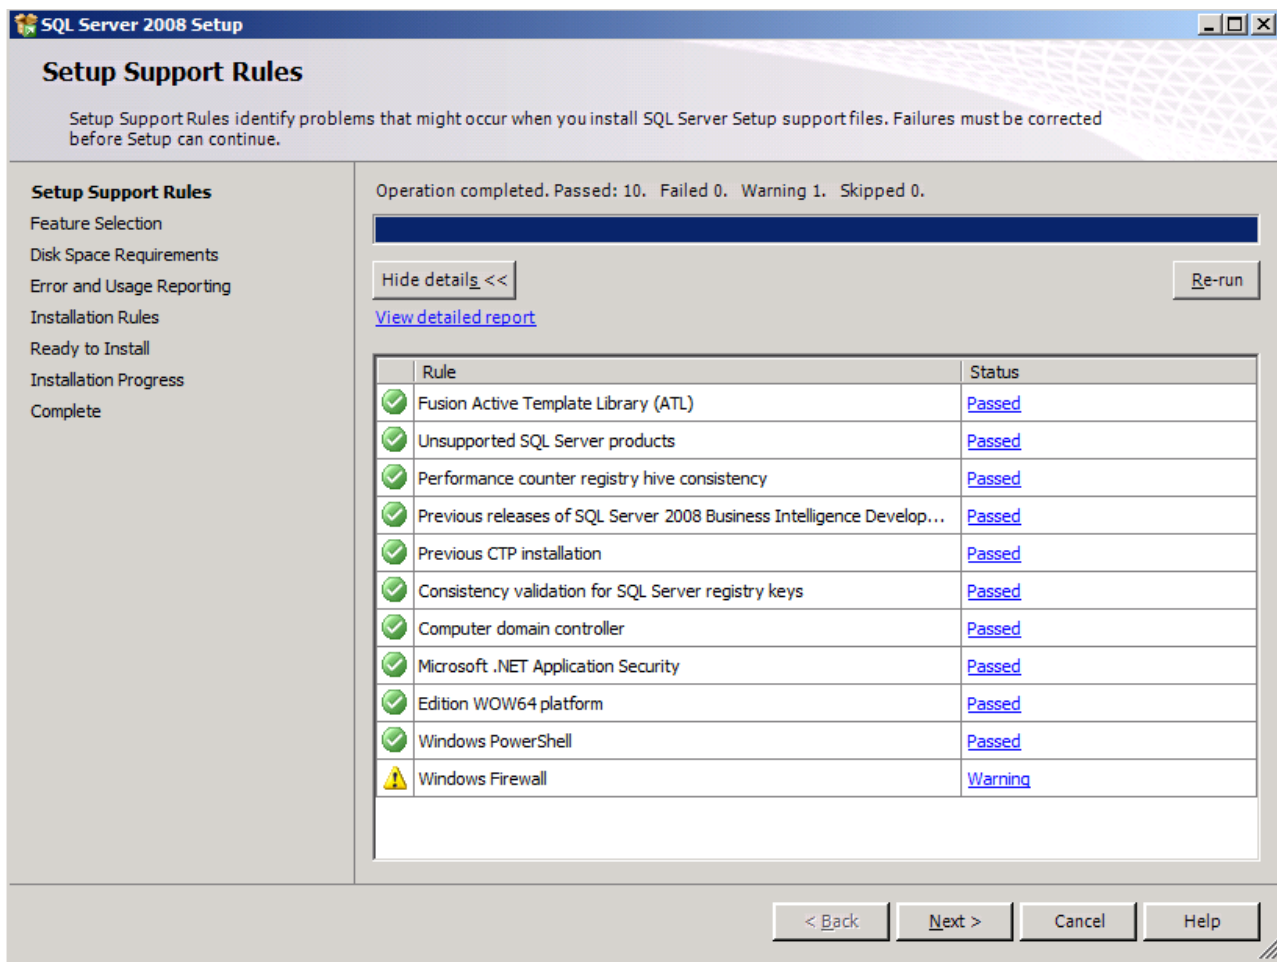 SQL Server 2008 Setup
Setup Support Rules
Setup Support Rules identify problems that might occur when you install SQL Server Setup support files. Failures must be corrected
before Setup can continue.
Setup Support Rules
Feature Selection
Disk Space Requirements
Error and Usage Reporting
Installation Rules
Ready to Install
Installation Progress
Complete
Operation completed. Passed: 10. Failed 0. Warning 1. Skipped 0.
Hide details <<
Re-run
View detailed report
Rule Status
Fusion Active Template Library (ATL) Passed
Unsupported SQL Server products Passed
Performance counter registry hive consistency Passed
Previous releases of SQL Server 2008 Business Intelligence Develop... Passed
Previous CTP installation Passed
Consistency validation for SQL Server registry keys Passed
Computer domain controller Passed
Microsoft .NET Application Security Passed
Edition WOW64 platform Passed
Windows PowerShell Passed
Windows Firewall Warning
< Back Next > Cancel Help